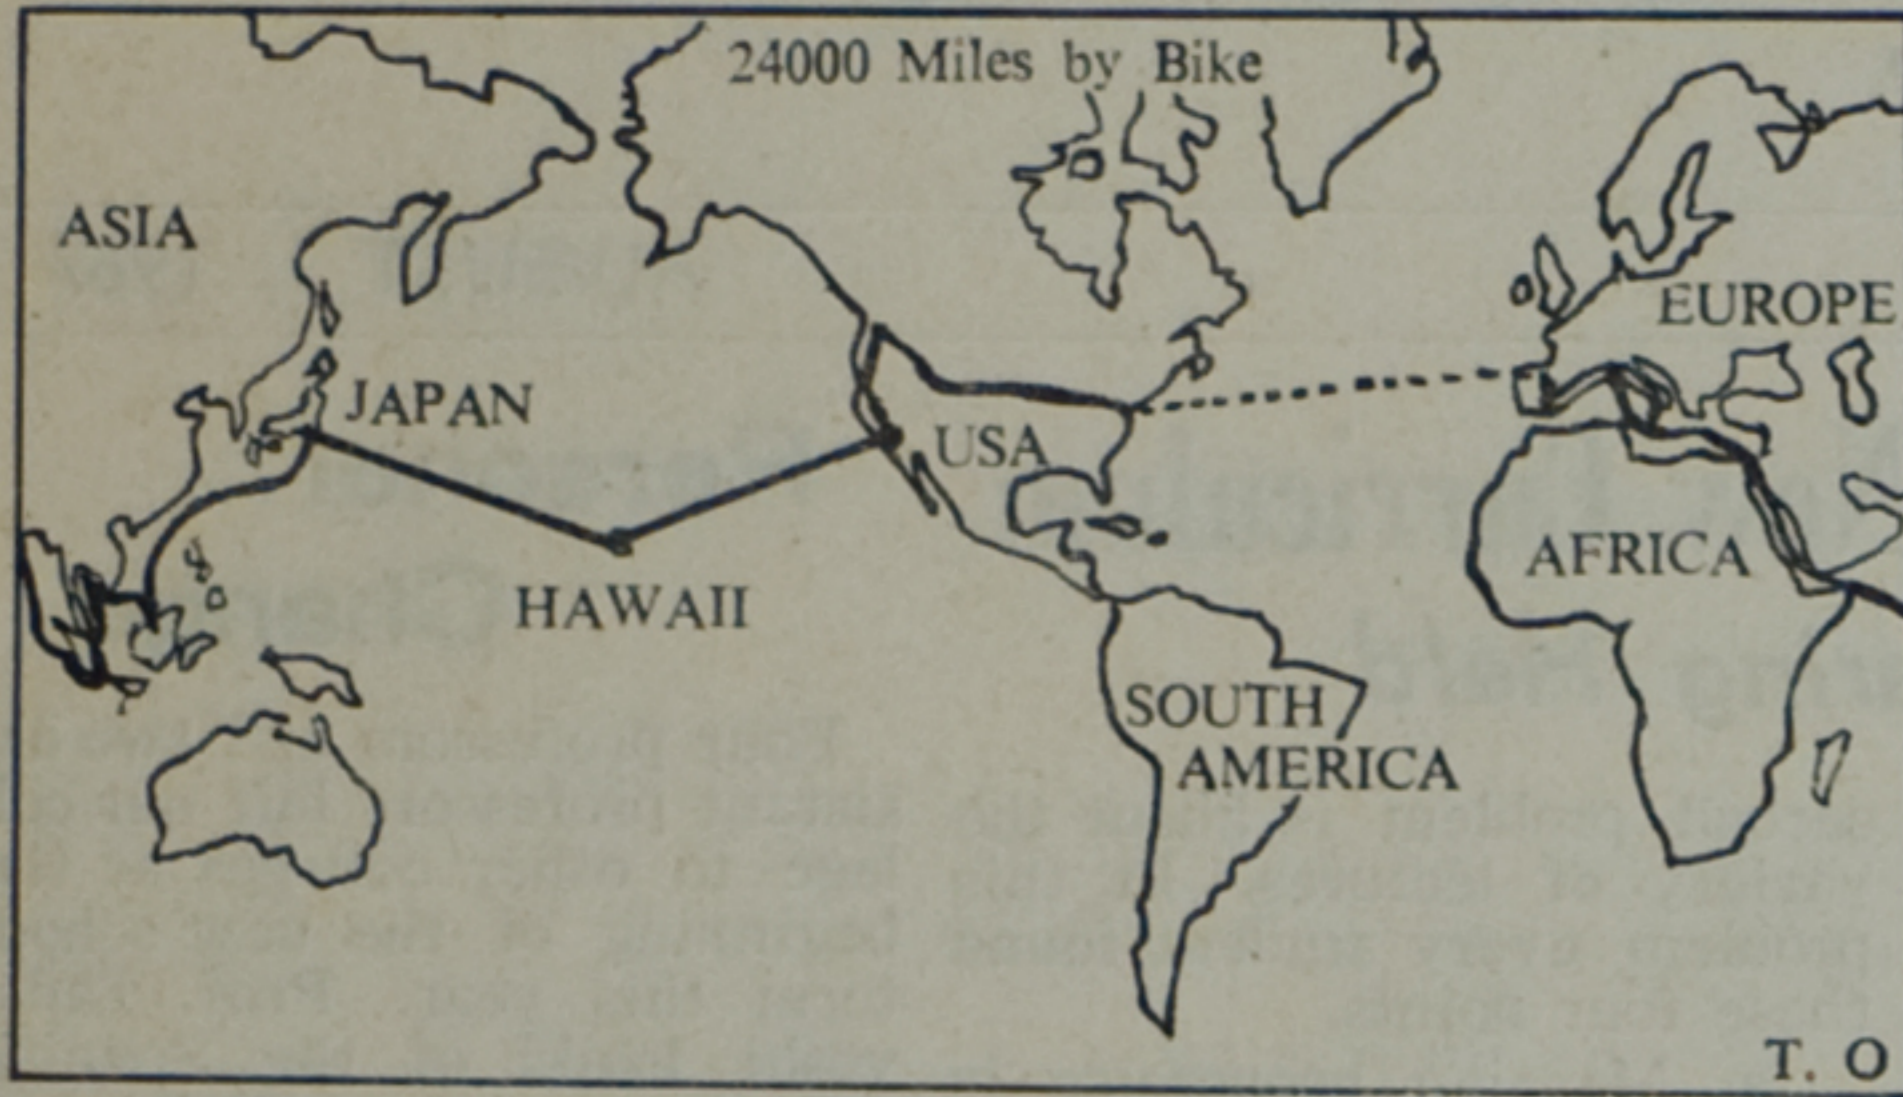 24000 Miles by Bike
ASIA
EUROPE
JAPAN
USA
AFRICA
HAWAII
SOUTH
AMERICA
T. O